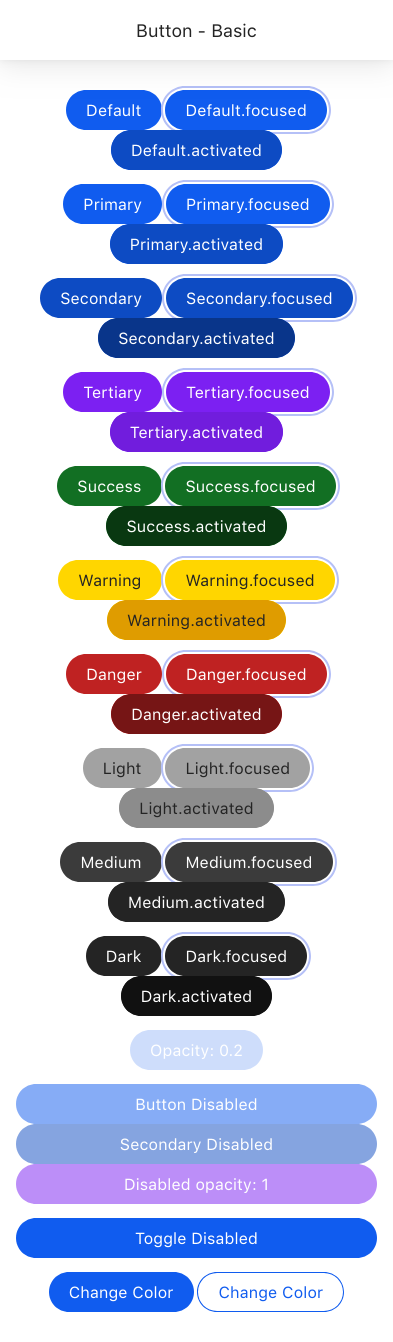 Button - Basic
Default Default.focused
Default.activated
Primary Primary.focused
Primary.activated
Secondary Secondary.focused
Secondary.activated
Tertiary Tertiary.focused
Tertiary.activated
Success Success.focused
Success.activated
Warning Warning.focused
Warning.activated
Danger Danger.focused
Danger.activated
Light Light.focused
Light.activated
Medium Medium.focused
Medium.activated
Dark Dark.focused
Dark.activated
Opacity: 0.2
Button Disabled
Secondary Disabled
Disabled opacity: 1
Toggle Disabled
Change Color Change Color